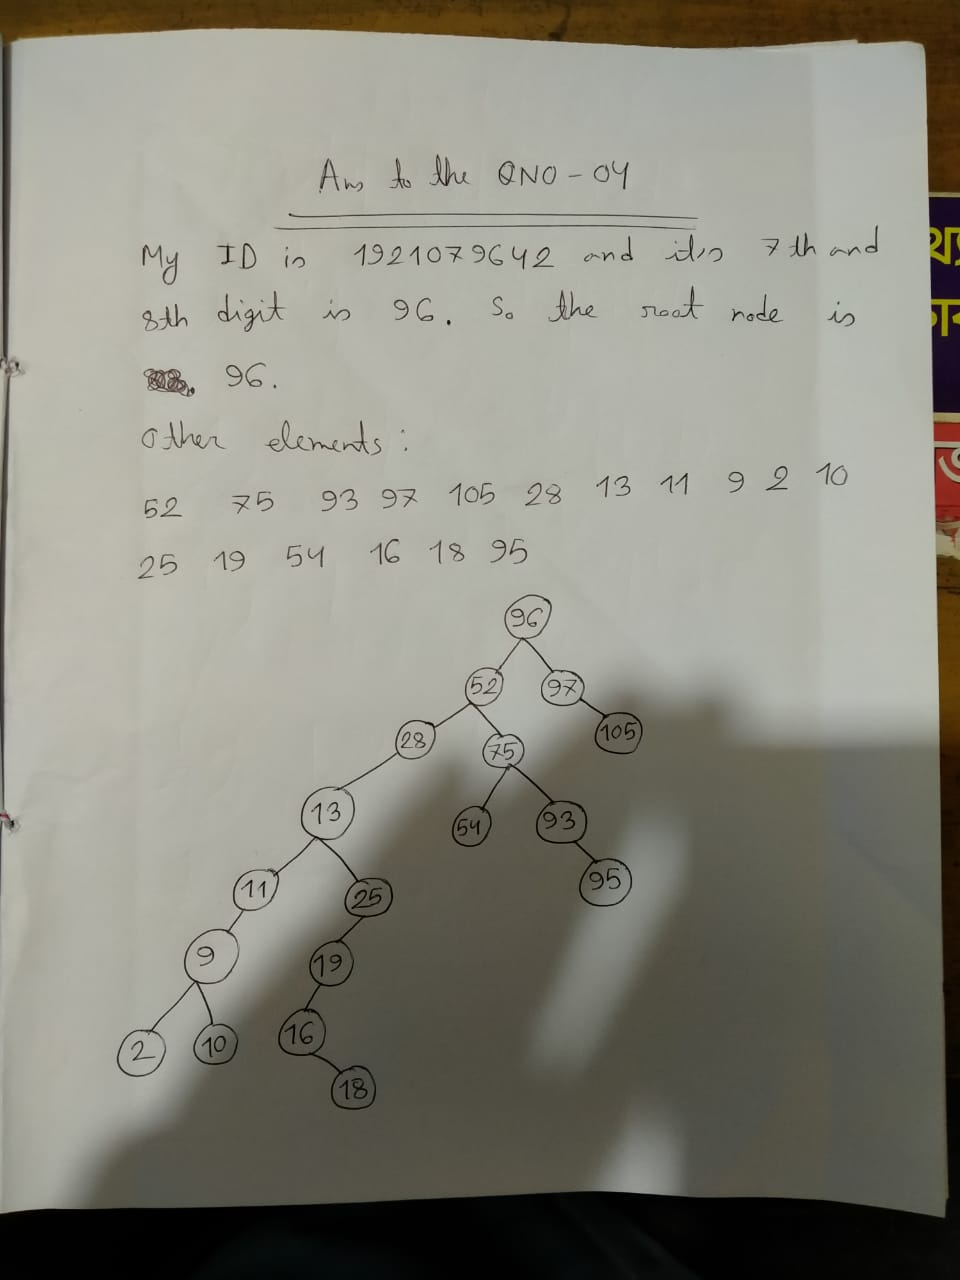 Ans to the QNO-04
My ID is 1921079642 and it's 7th and
8th digit is 96. So the root node is
96.
Other elements:
52 75 93 97 105 28 13 11 9 2 10
25 19 54 16 18 95
96
52 97
28 75 105
13 54 93
11 25 95
9 19
2 10 16
18